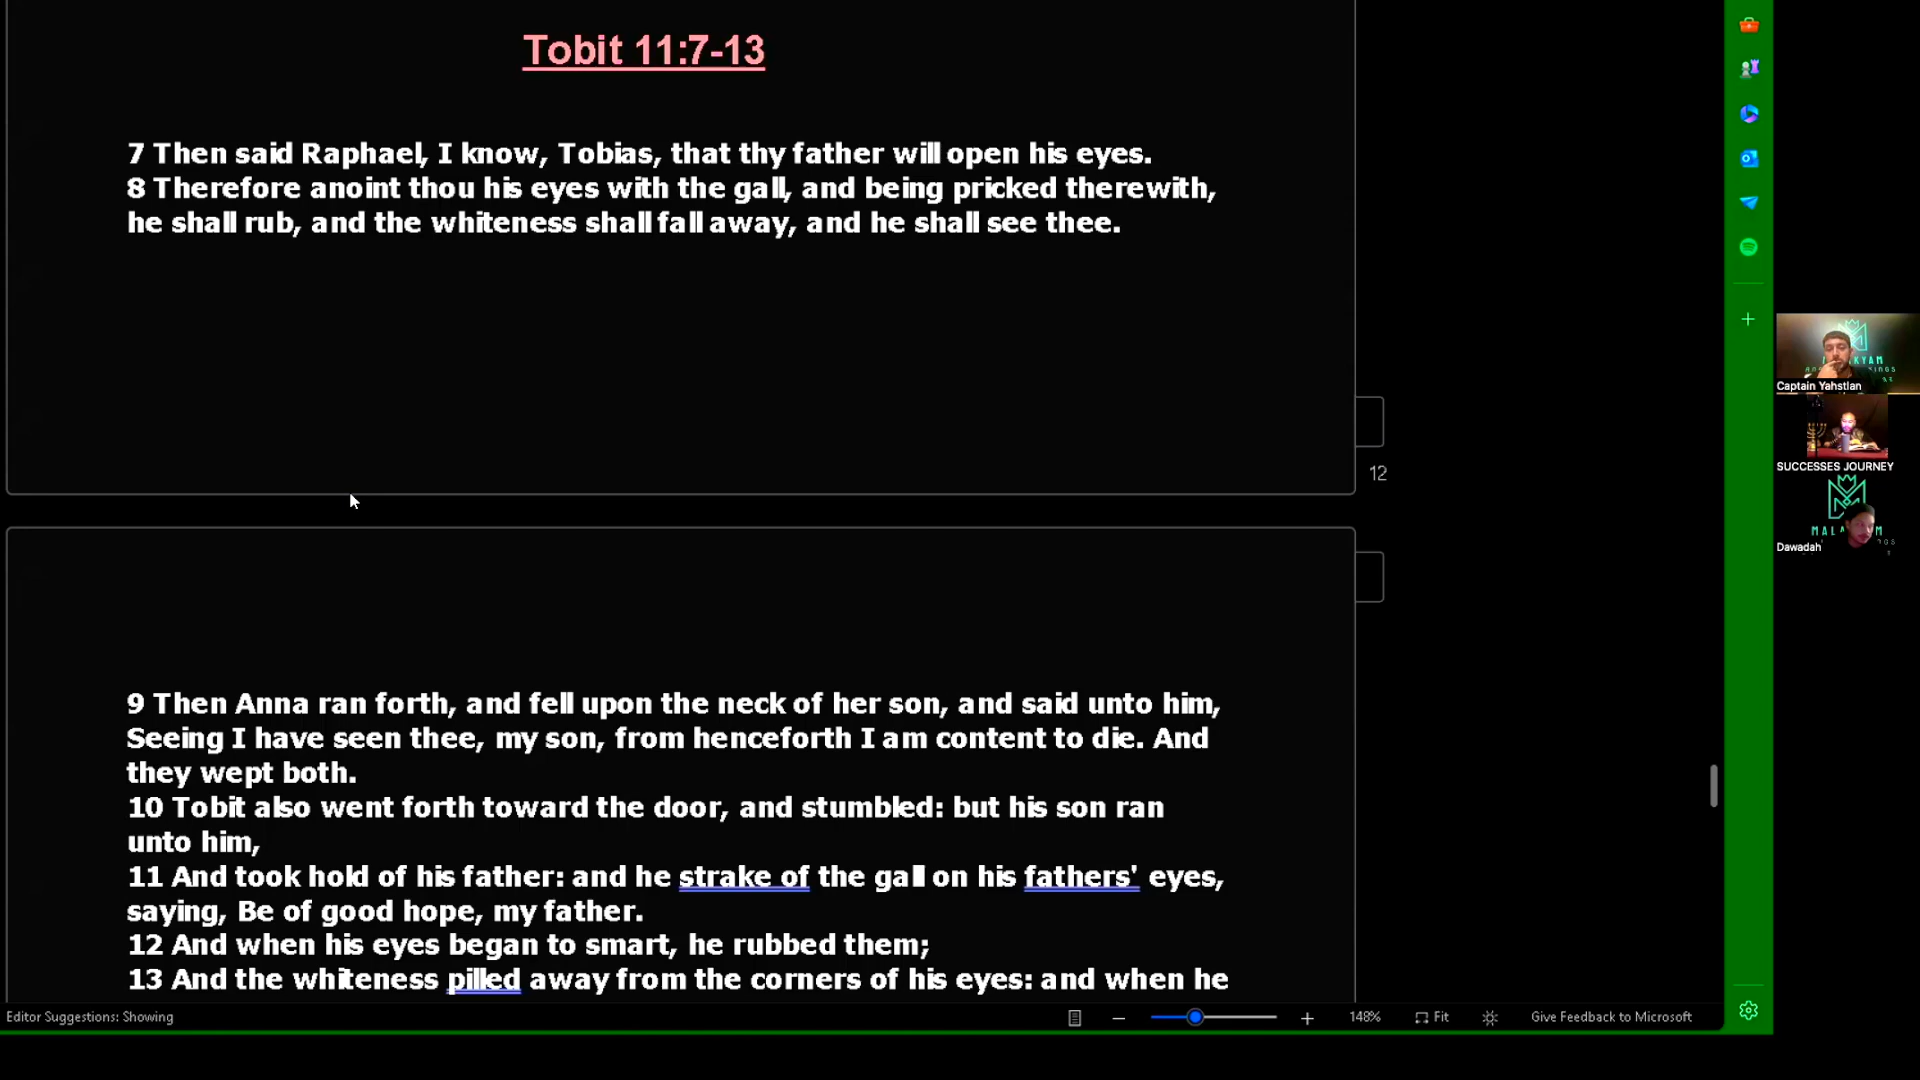 Tobit 11:7-13
7 Then said Raphael, I know, Tobias, that thy father will open his eyes.
8 Therefore anoint thou his eyes with the gall, and being pricked therewith,
he shall rub, and the whiteness shall fall away, and he shall see thee.
12
9 Then Anna ran forth, and fell upon the neck of her son, and said unto him,
Seeing I have seen thee, my son, from henceforth I am content to die. And
they wept both.
10 Tobit also went forth toward the door, and stumbled: but his son ran
unto him,
11 And took hold of his father: and he strake of the gall on his fathers' eyes,
saying, Be of good hope, my father.
12 And when his eyes began to smart, he rubbed them;
13 And the whiteness pilled away from the corners of his eyes: and when he
Editor Suggestions: Showing
148%
Fit
Give Feedback to Microsoft
Captain Yahstlan
SUCCESSES JOURNEY
Dawadah